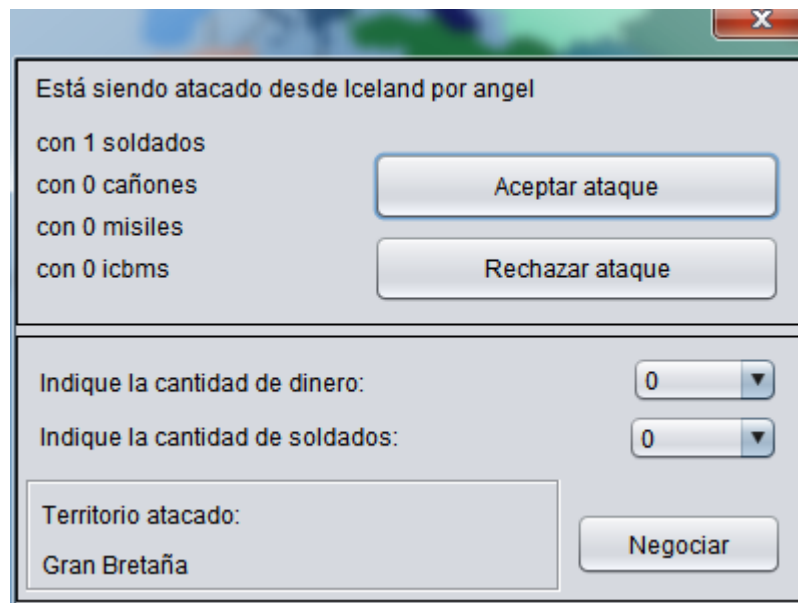 Está siendo atacado desde Iceland por angel
con 1 soldados
con 0 cañones
con 0 misiles
con 0 icbms
Aceptar ataque
Rechazar ataque
Indique la cantidad de dinero:
0
Indique la cantidad de soldados:
0
Territorio atacado:
Gran Bretaña
Negociar